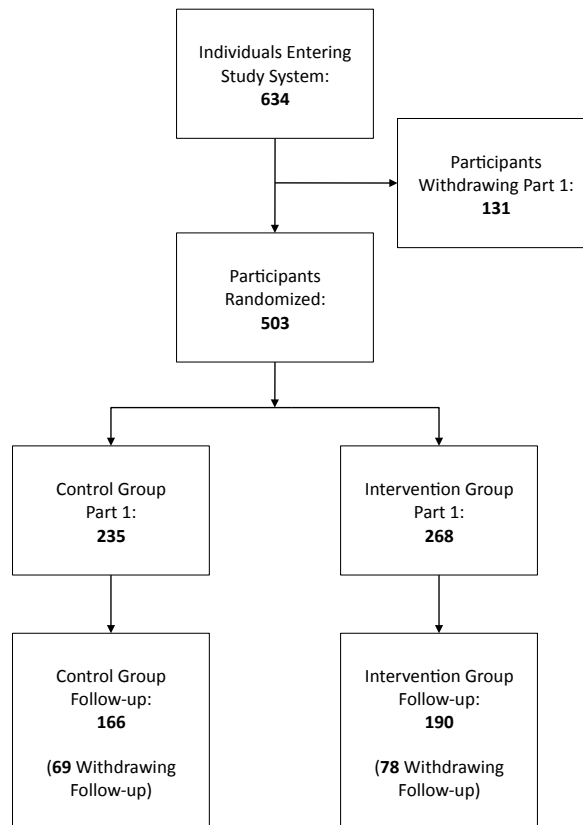 Individuals Entering
Study System:
634
Participants
Withdrawing Part 1:
131
Participants
Randomized:
503
Control Group
Part 1:
235
Intervention Group
Part 1:
268
Control Group
Follow-up:
166
(69 Withdrawing
Follow-up)
Intervention Group
Follow-up:
190
(78 Withdrawing
Follow-up)